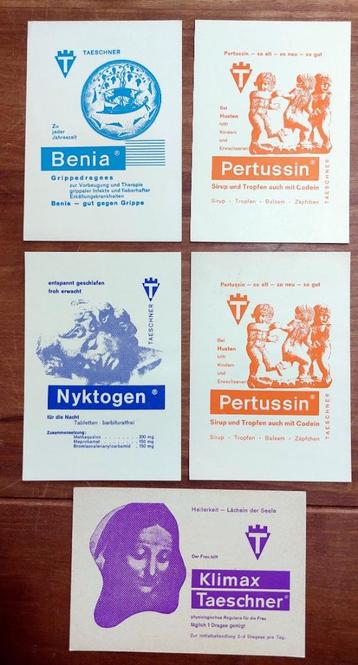 TAESCHNER
Zu
jeder
Jahreszeit
Benia®
Grippedragees
zur Vorbeugung und Therapie
grippaler Infekte und fieberhafter
Erkältungskrankheiten
Benia – gut gegen Grippe
Pertussin – so alt – so neu – so gut
Bei
Husten
hilft
Kindern
und
Erwachsenen
Pertussin®
Sirup und Tropfen auch mit Codein
Sirup · Tropfen · Balsam · Zäpfchen
TAESCHNER
entspannt geschlafen
froh erwacht
TAESCHNER
Nyktogen®
für die Nacht
Tabletten · barbituratfrei
Zusammensetzung:
Methaqualon . . . . . . . . 200 mg
Meprobamat . . . . . . . . 150 mg
Bromisovalerianylcarbamid . 150 mg
Pertussin – so alt – so neu – so gut
Bei
Husten
hilft
Kindern
und
Erwachsenen
Pertussin®
Sirup und Tropfen auch mit Codein
Sirup · Tropfen · Balsam · Zäpfchen
TAESCHNER
Heiterkeit – Lächeln der Seele
Der Frau hilft
Klimax
Taeschner®
physiologisches Regulans für die Frau
täglich 1 Dragee genügt
Zur Initialbehandlung 2–4 Dragees pro Tag.